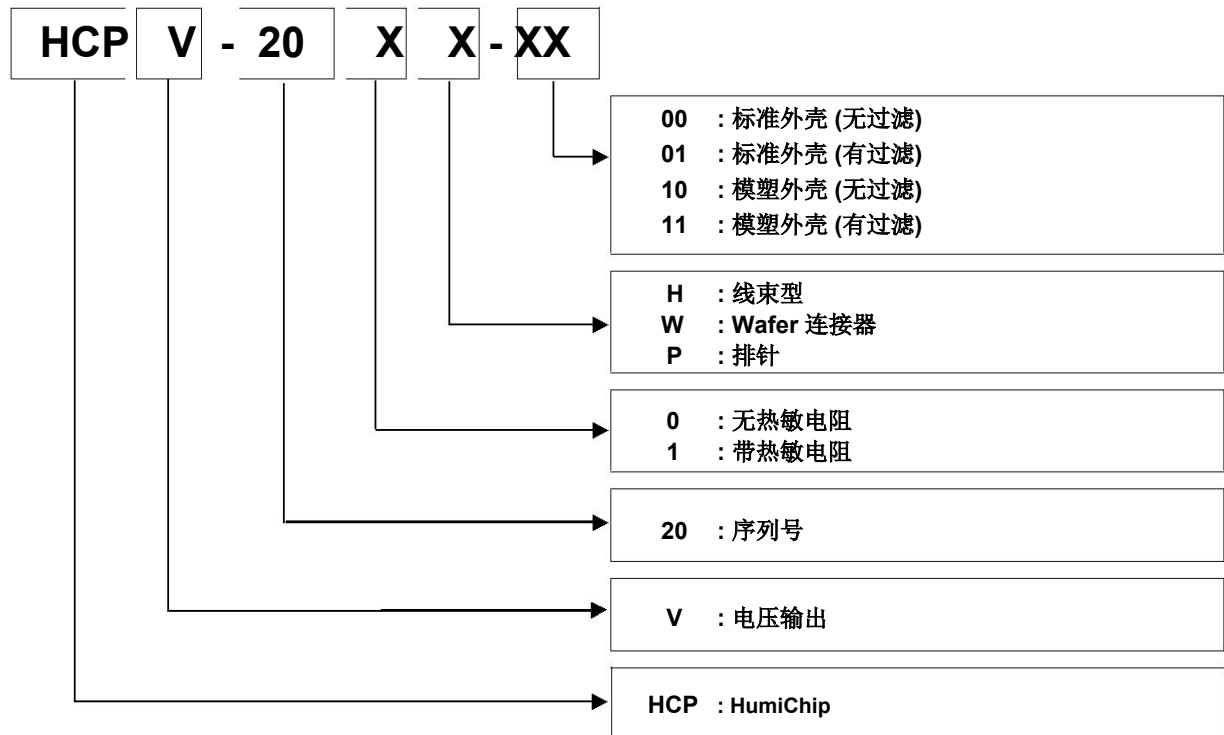 HCP V - 20 X X - XX
00 : 标准外壳 (无过滤)
01 : 标准外壳 (有过滤)
10 : 模塑外壳 (无过滤)
11 : 模塑外壳 (有过滤)
H : 线束型
W : Wafer 连接器
P : 排针
0 : 无热敏电阻
1 : 带热敏电阻
20 : 序列号
V : 电压输出
HCP : HumiChip